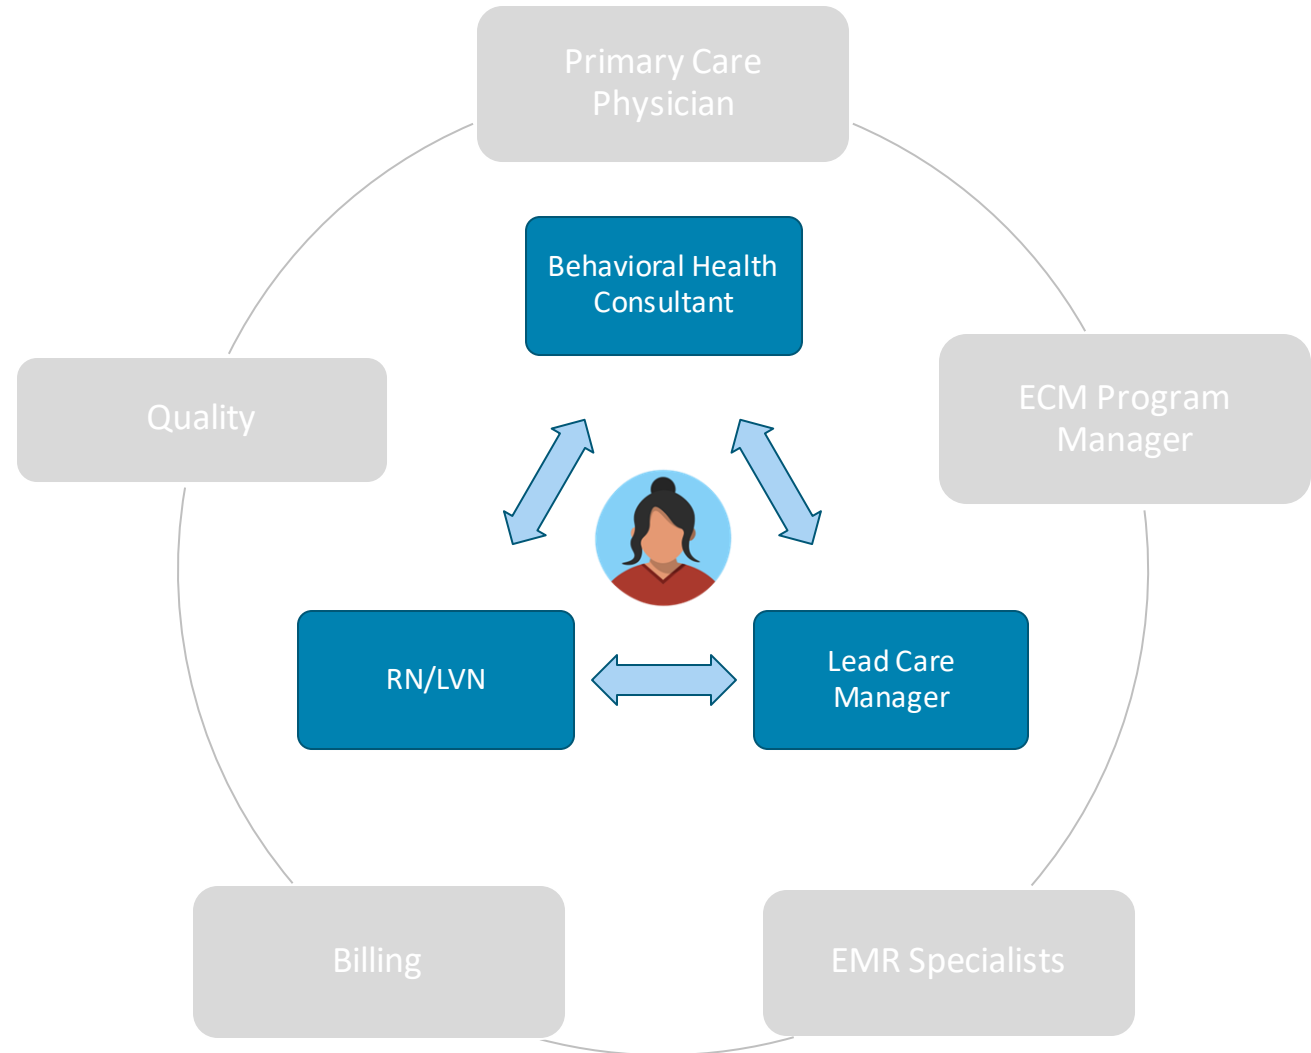 Primary Care
Physician
Behavioral Health
Consultant
Quality
ECM Program
Manager
RN/LVN
Lead Care
Manager
Billing
EMR Specialists